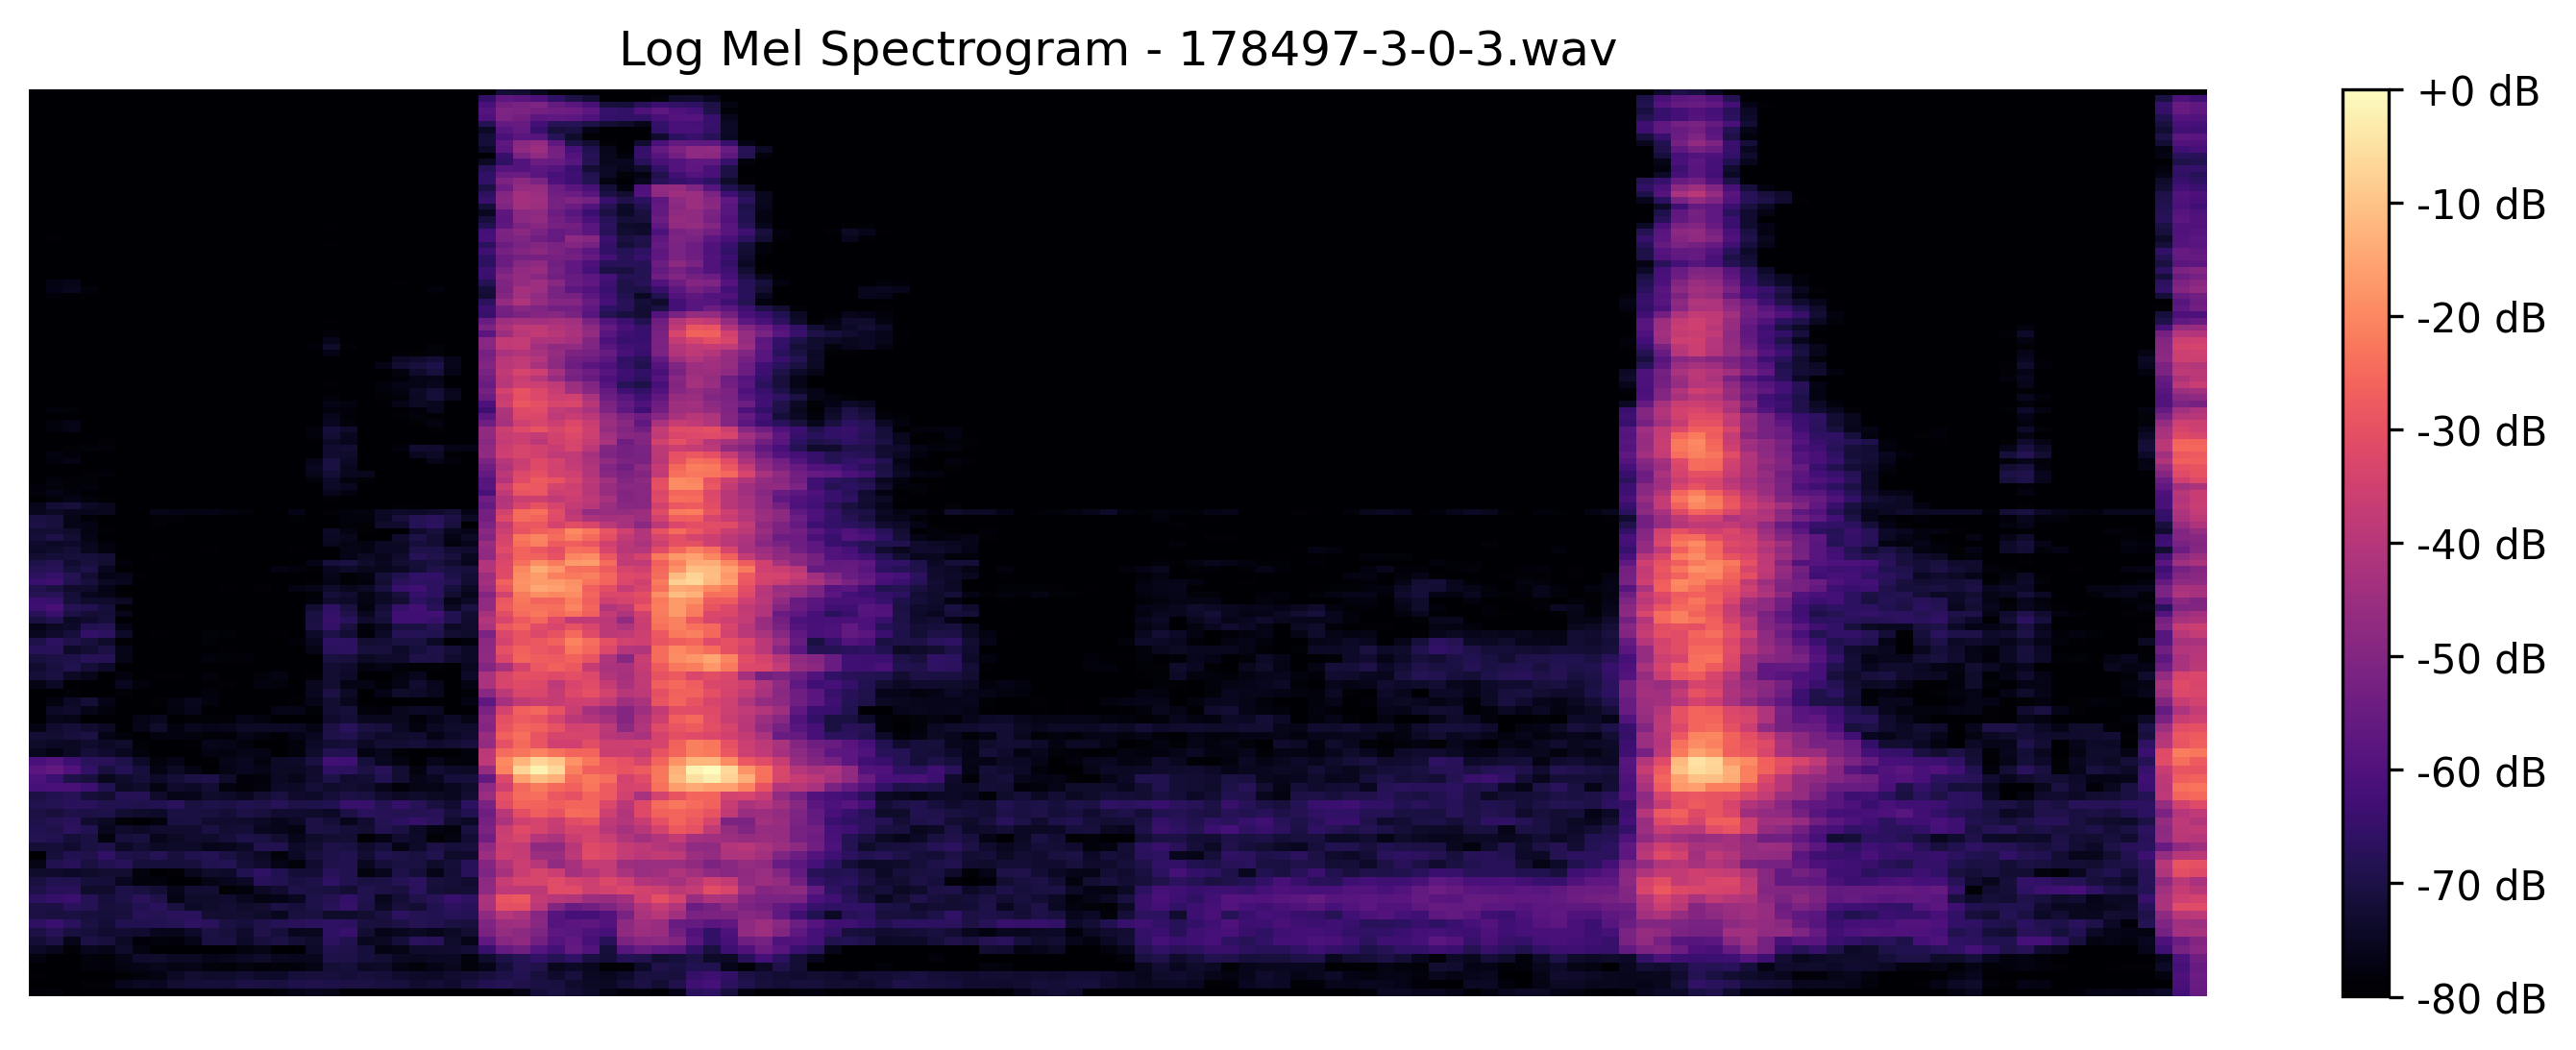 Log Mel Spectrogram - 178497-3-0-3.wav
+0 dB
-10 dB
-20 dB
-30 dB
-40 dB
-50 dB
-60 dB
-70 dB
-80 dB